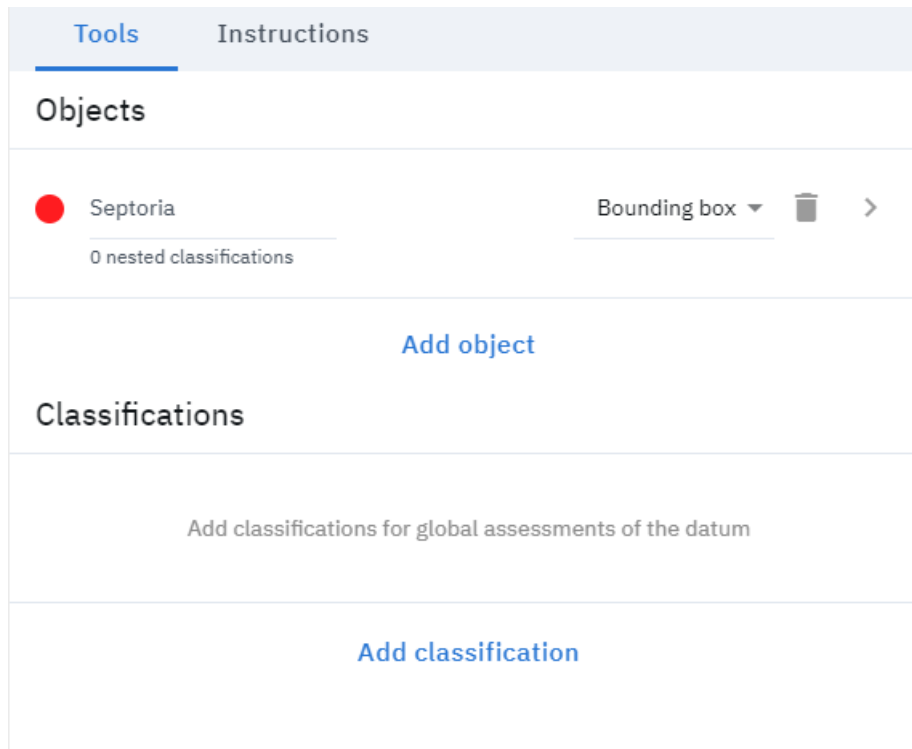 Tools Instructions
Objects
Septoria Bounding box
0 nested classifications
Add object
Classifications
Add classifications for global assessments of the datum
Add classification